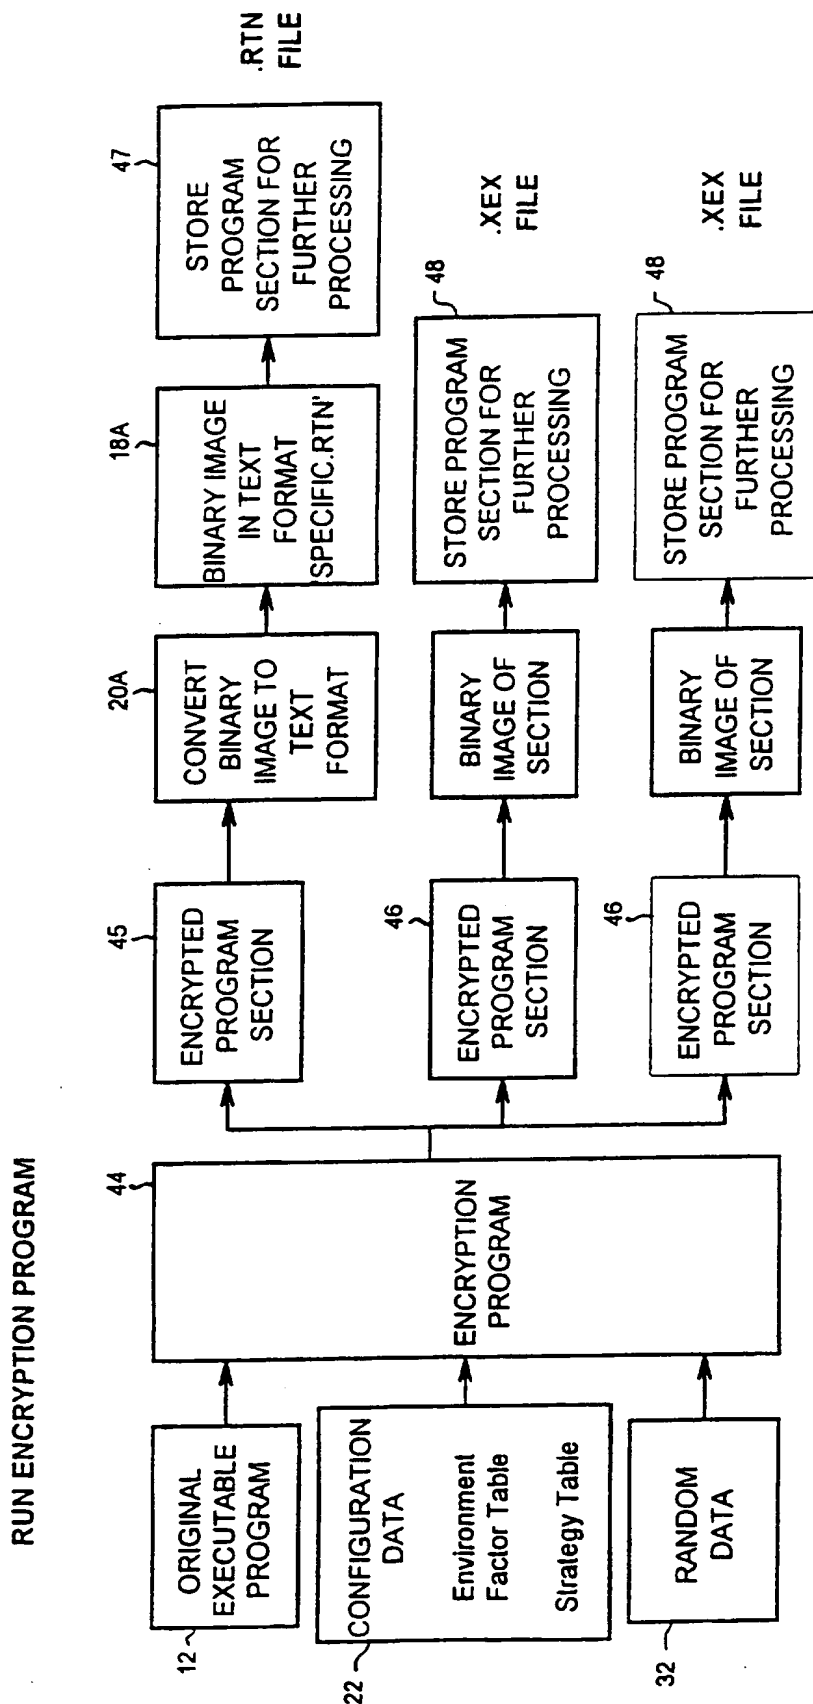 RUN ENCRYPTION PROGRAM
12
ORIGINAL
EXECUTABLE
PROGRAM
22
CONFIGURATION
DATA
Environment
Factor Table
Strategy Table
32
RANDOM
DATA
44
ENCRYPTION
PROGRAM
45
ENCRYPTED
PROGRAM
SECTION
20A
CONVERT
BINARY
IMAGE TO
TEXT
FORMAT
18A
BINARY IMAGE
IN TEXT
FORMAT
SPECIFIC.RTN'
47
STORE
PROGRAM
SECTION FOR
FURTHER
PROCESSING
.RTN
FILE
46
ENCRYPTED
PROGRAM
SECTION
BINARY
IMAGE OF
SECTION
48
STORE PROGRAM
SECTION FOR
FURTHER
PROCESSING
.XEX
FILE
46
ENCRYPTED
PROGRAM
SECTION
BINARY
IMAGE OF
SECTION
48
STORE PROGRAM
SECTION FOR
FURTHER
PROCESSING
.XEX
FILE